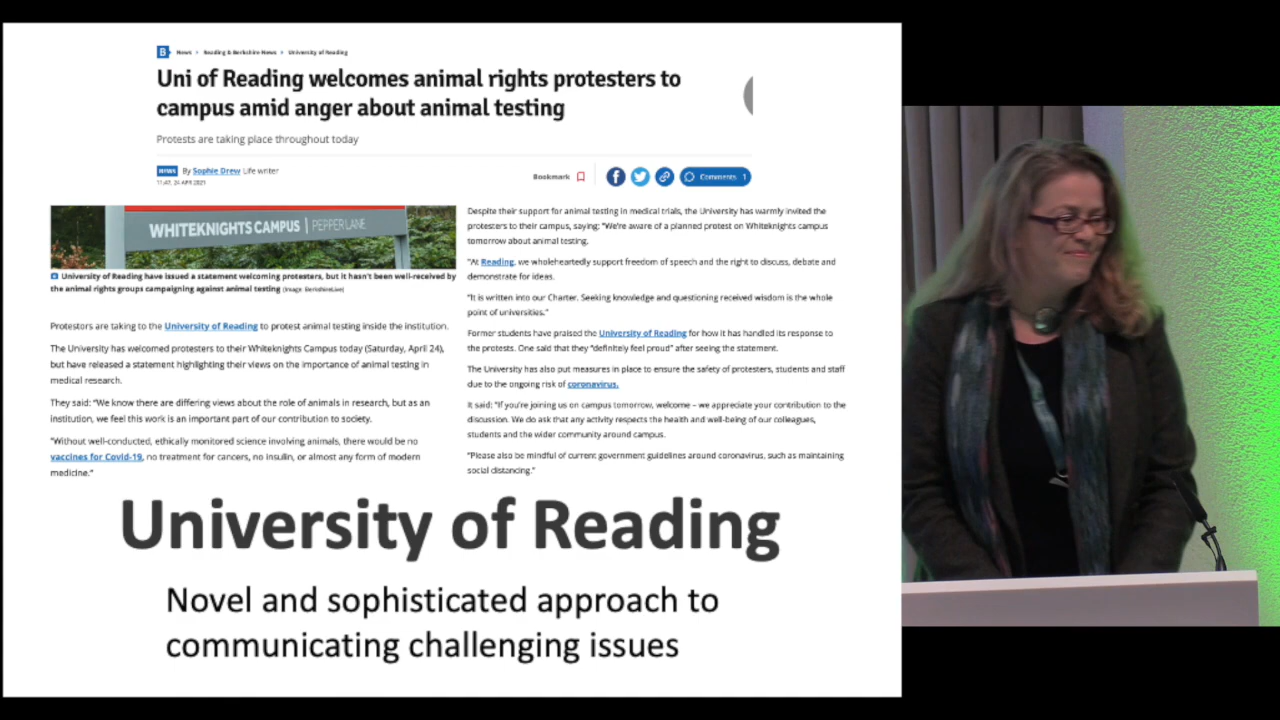 B News > Reading & Berkshire News > University of Reading
Uni of Reading welcomes animal rights protesters to
campus amid anger about animal testing
Protests are taking place throughout today
NEWS By Sophie Drew Life writer
11:47, 24 APR 2021
Bookmark
Comments 1
WHITEKNIGHTS CAMPUS | PEPPER LANE
University of Reading have issued a statement welcoming protesters, but it hasn't been well-received by
the animal rights groups campaigning against animal testing (Image: BerkshireLive)
Protestors are taking to the University of Reading to protest animal testing inside the institution.
The University has welcomed protesters to their Whiteknights Campus today (Saturday, April 24),
but have released a statement highlighting their views on the importance of animal testing in
medical research.
They said: "We know there are differing views about the role of animals in research, but as an
institution, we feel this work is an important part of our contribution to society.
"Without well-conducted, ethically monitored science involving animals, there would be no
vaccines for Covid-19, no treatment for cancers, no insulin, or almost any form of modern
medicine."
Despite their support for animal testing in medical trials, the University has warmly invited the
protesters to their campus, saying: "We're aware of a planned protest on Whiteknights campus
tomorrow about animal testing.
"At Reading, we wholeheartedly support freedom of speech and the right to discuss, debate and
demonstrate for ideas.
"It is written into our Charter. Seeking knowledge and questioning received wisdom is the whole
point of universities."
Former students have praised the University of Reading for how it has handled its response to
the protests. One said that they "definitely feel proud" after seeing the statement.
The University has also put measures in place to ensure the safety of protesters, students and staff
due to the ongoing risk of coronavirus.
It said: "If you're joining us on campus tomorrow, welcome – we appreciate your contribution to the
discussion. We do ask that any activity respects the health and well-being of our colleagues,
students and the wider community around campus.
"Please also be mindful of current government guidelines around coronavirus, such as maintaining
social distancing."
University of Reading
Novel and sophisticated approach to
communicating challenging issues